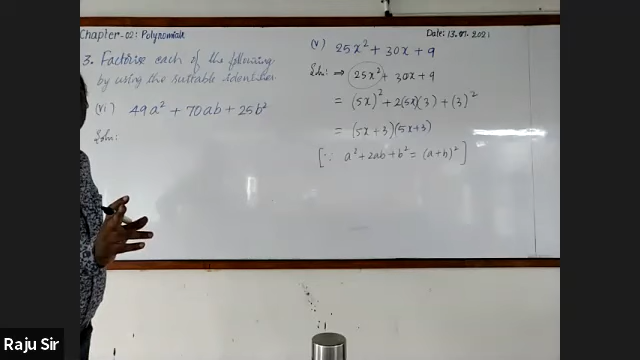 Chapter-02: Polynomials
Date: 13.07.2021
3. Factorise each of the following
by using the suitable identities
(vi) 49a² + 70ab + 25b²
Soln:
(v) 25x² + 30x + 9
Soln: ⇒ 25x² + 30x + 9
= (5x)² + 2(5x)(3) + (3)²
= (5x+3)(5x+3)
[∵ a² + 2ab + b² = (a+b)²]
Raju Sir